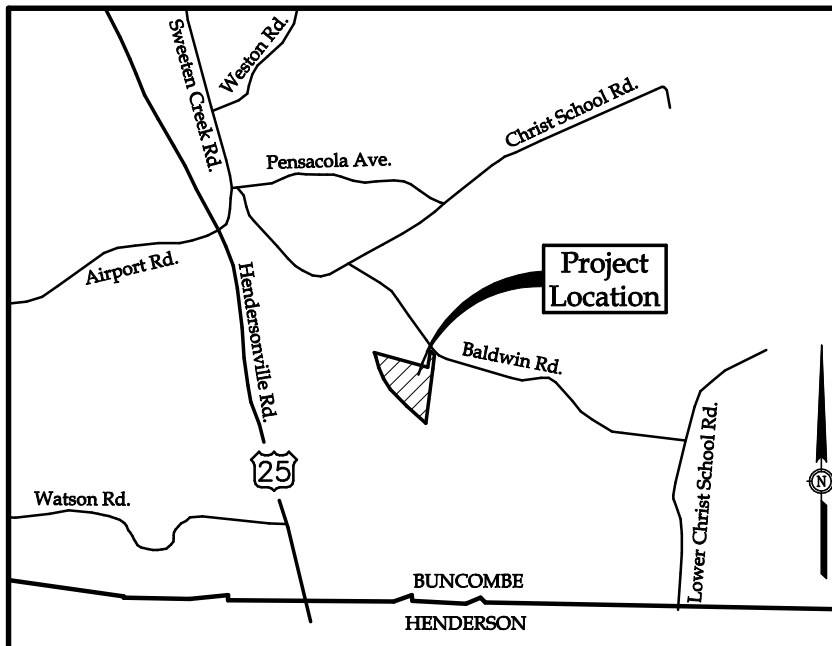 Sweeten Creek Rd.
Weston Rd.
Christ School Rd.
Pensacola Ave.
Airport Rd.
Hendersonville Rd.
Project
Location
Baldwin Rd.
25
Lower Christ School Rd.
N
Watson Rd.
BUNCOMBE
HENDERSON